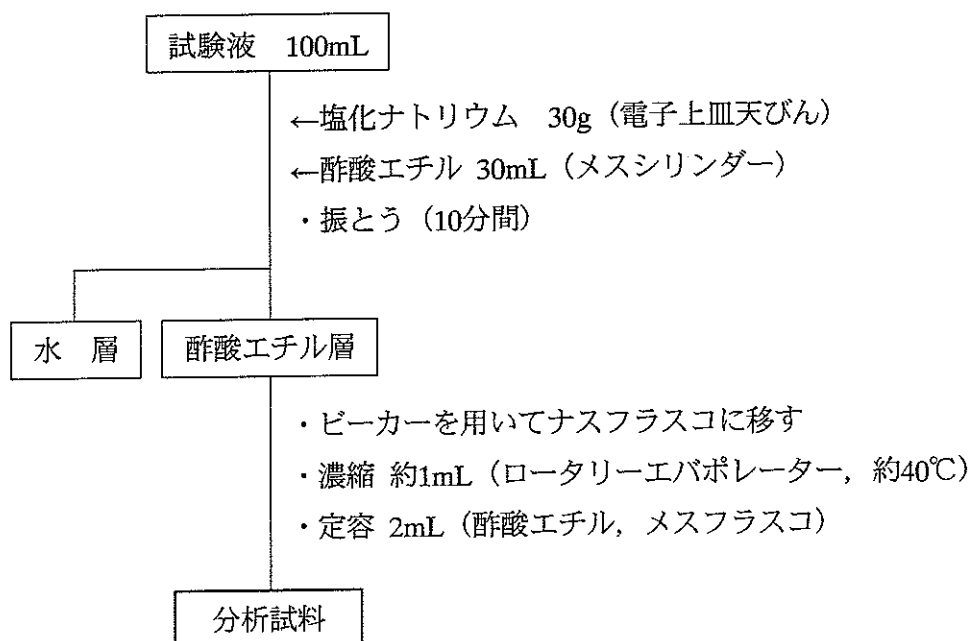 試験液　100mL
←塩化ナトリウム　30g（電子上皿天びん）
←酢酸エチル 30mL（メスシリンダー）
・振とう（10分間）
水　層
酢酸エチル層
・ビーカーを用いてナスフラスコに移す
・濃縮 約1mL（ロータリーエバポレーター，約40℃）
・定容 2mL（酢酸エチル，メスフラスコ）
分析試料